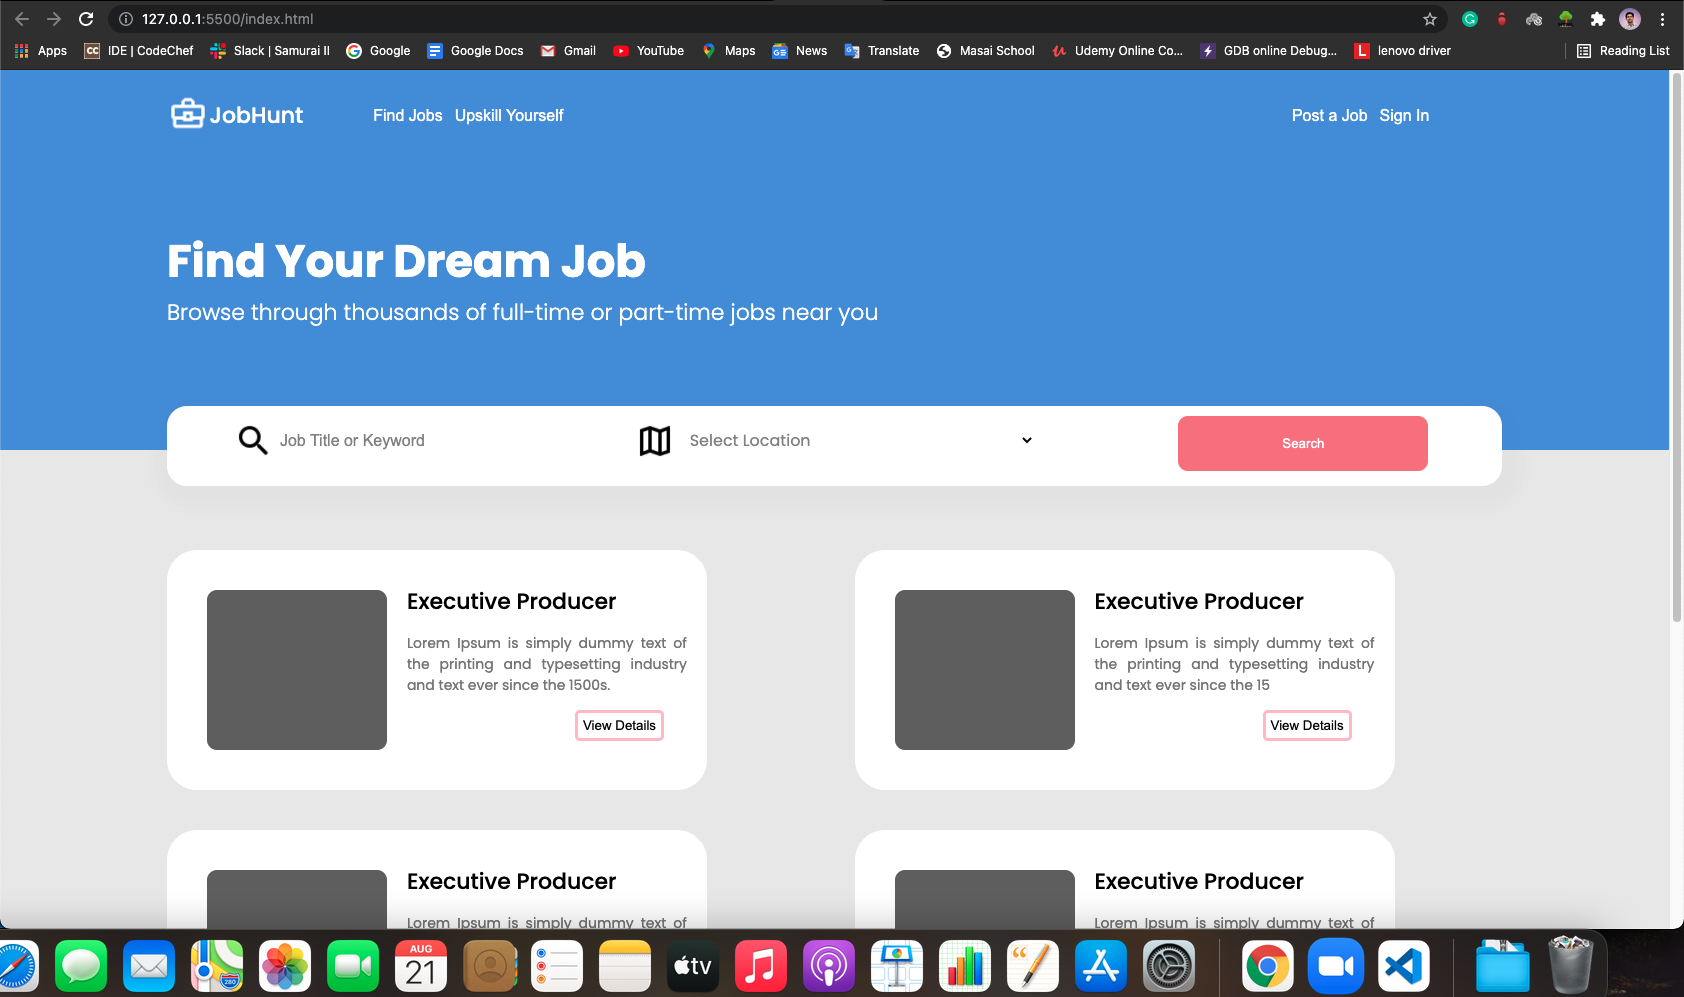 127.0.0.1:5500/index.html
Apps CC IDE | CodeChef Slack | Samurai II Google Google Docs Gmail YouTube Maps News Translate Masai School Udemy Online Co... GDB online Debug... L lenovo driver Reading List
JobHunt Find Jobs Upskill Yourself Post a Job Sign In
Find Your Dream Job
Browse through thousands of full-time or part-time jobs near you
Job Title or Keyword Select Location Search
Executive Producer
Lorem Ipsum is simply dummy text of
the printing and typesetting industry
and text ever since the 1500s.
View Details
Executive Producer
Lorem Ipsum is simply dummy text of
the printing and typesetting industry
and text ever since the 15
View Details
Executive Producer
Lorem Ipsum is simply dummy text of
Executive Producer
Lorem Ipsum is simply dummy text of
AUG
21
280
tv